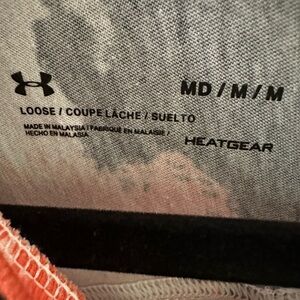 MD / M / M
LOOSE / COUPE LÂCHE / SUELTO
MADE IN MALAYSIA / FABRIQUÉ EN MALAISIE /
HECHO EN MALASIA
HEATGEAR